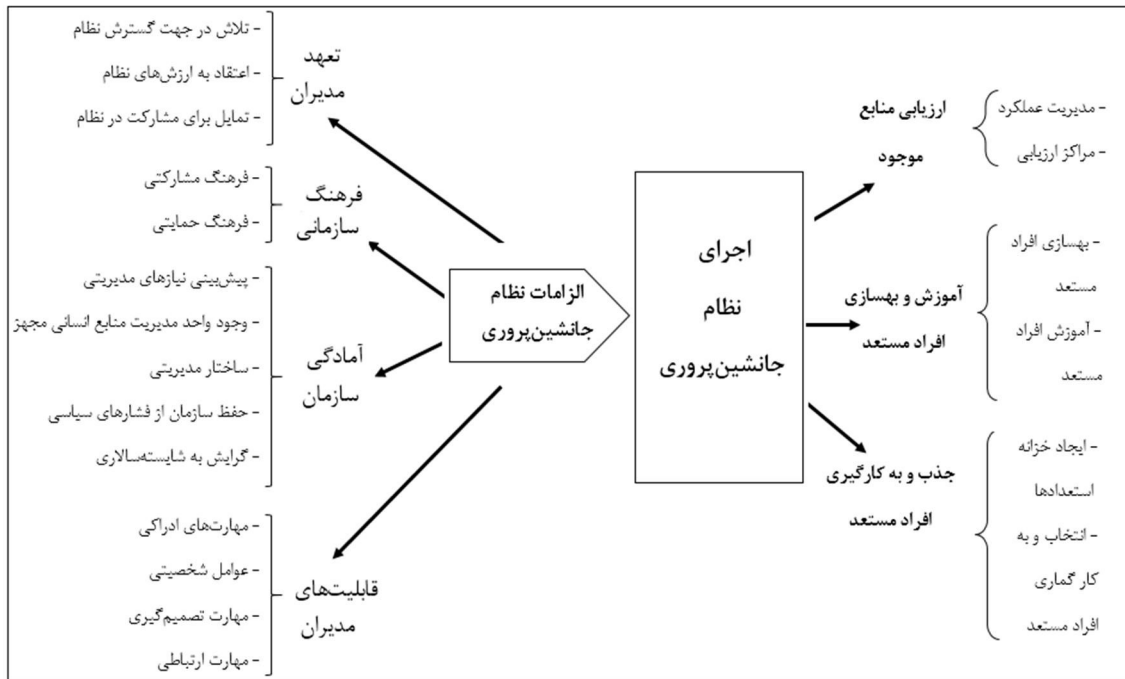 ارزیابی منابع
موجود
- مدیریت عملکرد
- مراکز ارزیابی
آموزش و بهسازی
افراد مستعد
- بهسازی افراد
مستعد
- آموزش افراد
مستعد
جذب و به کارگیری
افراد مستعد
- ایجاد خزانه
استعدادها
- انتخاب و به
کار گماری
افراد مستعد
اجرای
نظام
جانشین‌پروری
الزامات نظام
جانشین‌پروری
تعهد
مدیران
- تلاش در جهت گسترش نظام
- اعتقاد به ارزش‌های نظام
- تمایل برای مشارکت در نظام
فرهنگ
سازمانی
- فرهنگ مشارکتی
- فرهنگ حمایتی
آمادگی
سازمان
- پیش‌بینی نیازهای مدیریتی
- وجود واحد مدیریت منابع انسانی مجهز
- ساختار مدیریتی
- حفظ سازمان از فشارهای سیاسی
- گرایش به شایسته‌سالاری
قابلیت‌های
مدیران
- مهارت‌های ادراکی
- عوامل شخصیتی
- مهارت تصمیم‌گیری
- مهارت ارتباطی